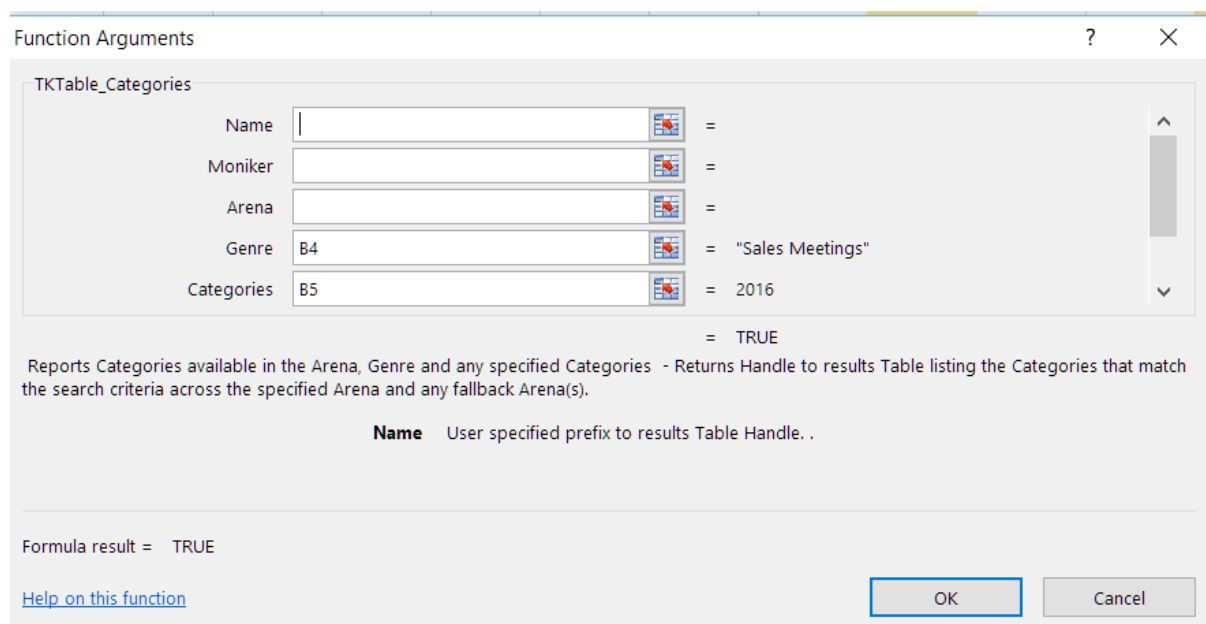 Function Arguments ? ×
TKTable_Categories
Name =
Moniker =
Arena =
Genre B4 = "Sales Meetings"
Categories B5 = 2016
= TRUE
Reports Categories available in the Arena, Genre and any specified Categories - Returns Handle to results Table listing the Categories that match
the search criteria across the specified Arena and any fallback Arena(s).
Name User specified prefix to results Table Handle. .
Formula result = TRUE
Help on this function OK Cancel